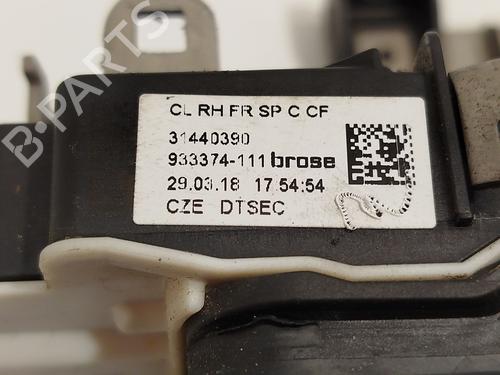 CL RH FR SP C CF
31440390
933374-111 brose
29.03.18 17:54:54
CZE DTSEC
B-PARTS